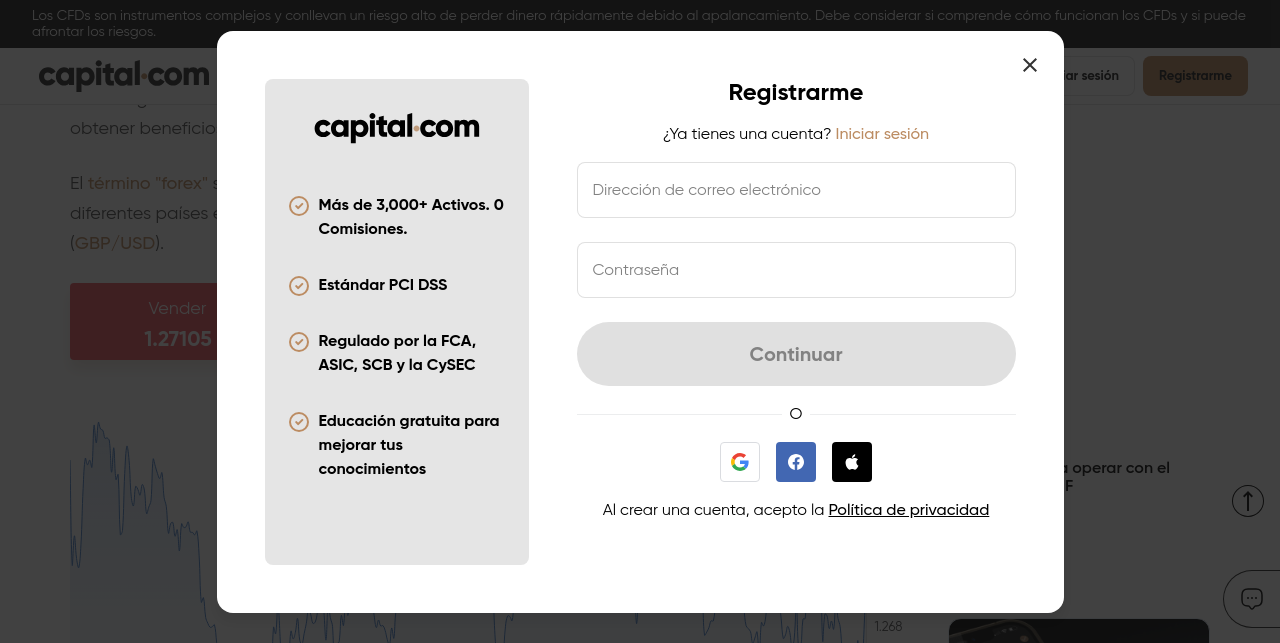 Los CFDs son instrumentos complejos y conllevan un riesgo alto de perder dinero rápidamente debido al apalancamiento. Debe considerar si comprende cómo funcionan los CFDs y si puede
afrontar los riesgos.
capital.com
sesión
Registrarme
obtener
El término "forex"
diferentes países
(GBP/USD).
Vender
1.27105
capital.com
Más de 3,000+ Activos. 0
Comisiones.
Estándar PCI DSS
Regulado por la FCA,
ASIC, SCB y la CySEC
Educación gratuita para
mejorar tus
conocimientos
Registrarme
¿Ya tienes una cuenta? Iniciar sesión
Dirección de correo electrónico
Contraseña
Continuar
O
Al crear una cuenta, acepto la Política de privacidad
a operar con el
1.268